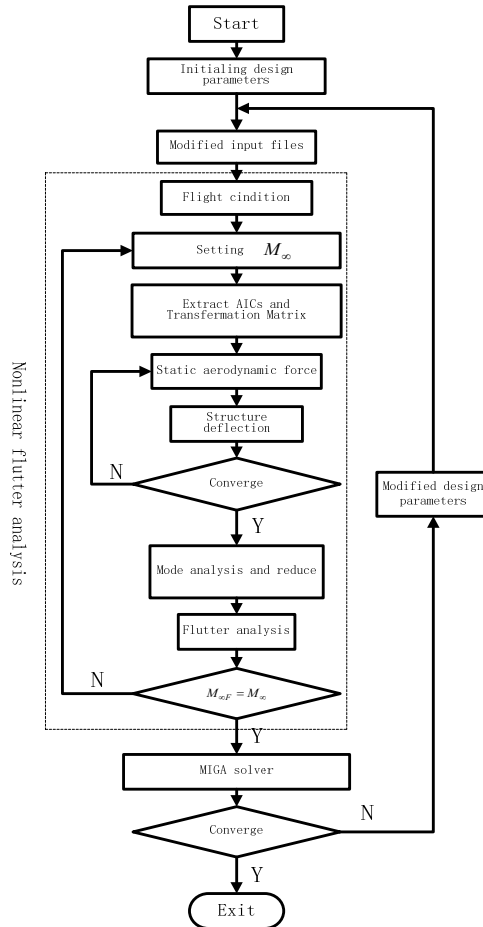 Start
Initialing design
parameters
Modified input files
Flight cindition
Setting M∞
Extract AICs and
Transfermation Matrix
Static aerodynamic force
Structure
deflection
N
Converge
Y
Modified design
parameters
Nonlinear flutter analysis
Mode analysis and reduce
Flutter analysis
N
M∞F = M∞
Y
MIGA solver
N
Converge
Y
Exit